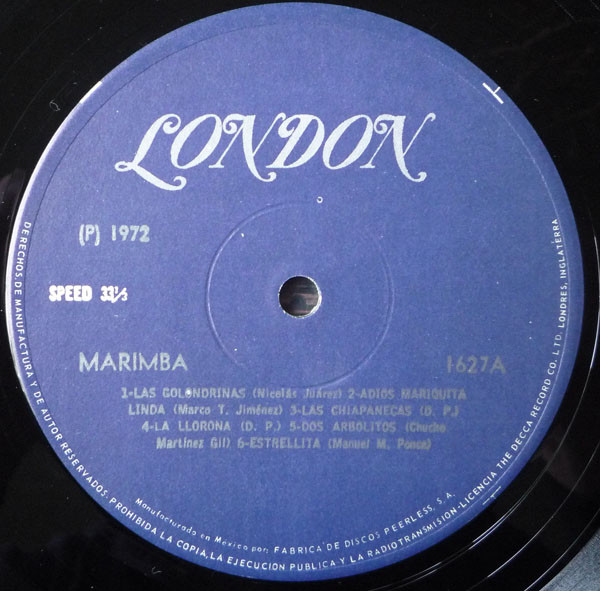 LONDON
(P) 1972
SPEED 33⅓
MARIMBA
1627A
1-LAS GOLONDRINAS (Nicolás Juárez) 2-ADIOS MARIQUITA
LINDA (Marco T. Jiménez) 3-LAS CHIAPANECAS (D. P.)
4-LA LLORONA (D. P.) 5-DOS ARBOLITOS (Chucho
Martínez Gil) 6-ESTRELLITA (Manuel M. Ponce)
Manufacturado en Mexico por: FABRICA DE DISCOS PEERLESS, S.A.
DERECHOS DE MANUFACTURA Y DE AUTOR RESERVADOS: PROHIBIDA LA COPIA, LA EJECUCION PUBLICA Y LA RADIOTRANSMISION-LICENCIA THE DECCA RECORD CO. LTD. LONDRES, INGLATERRA